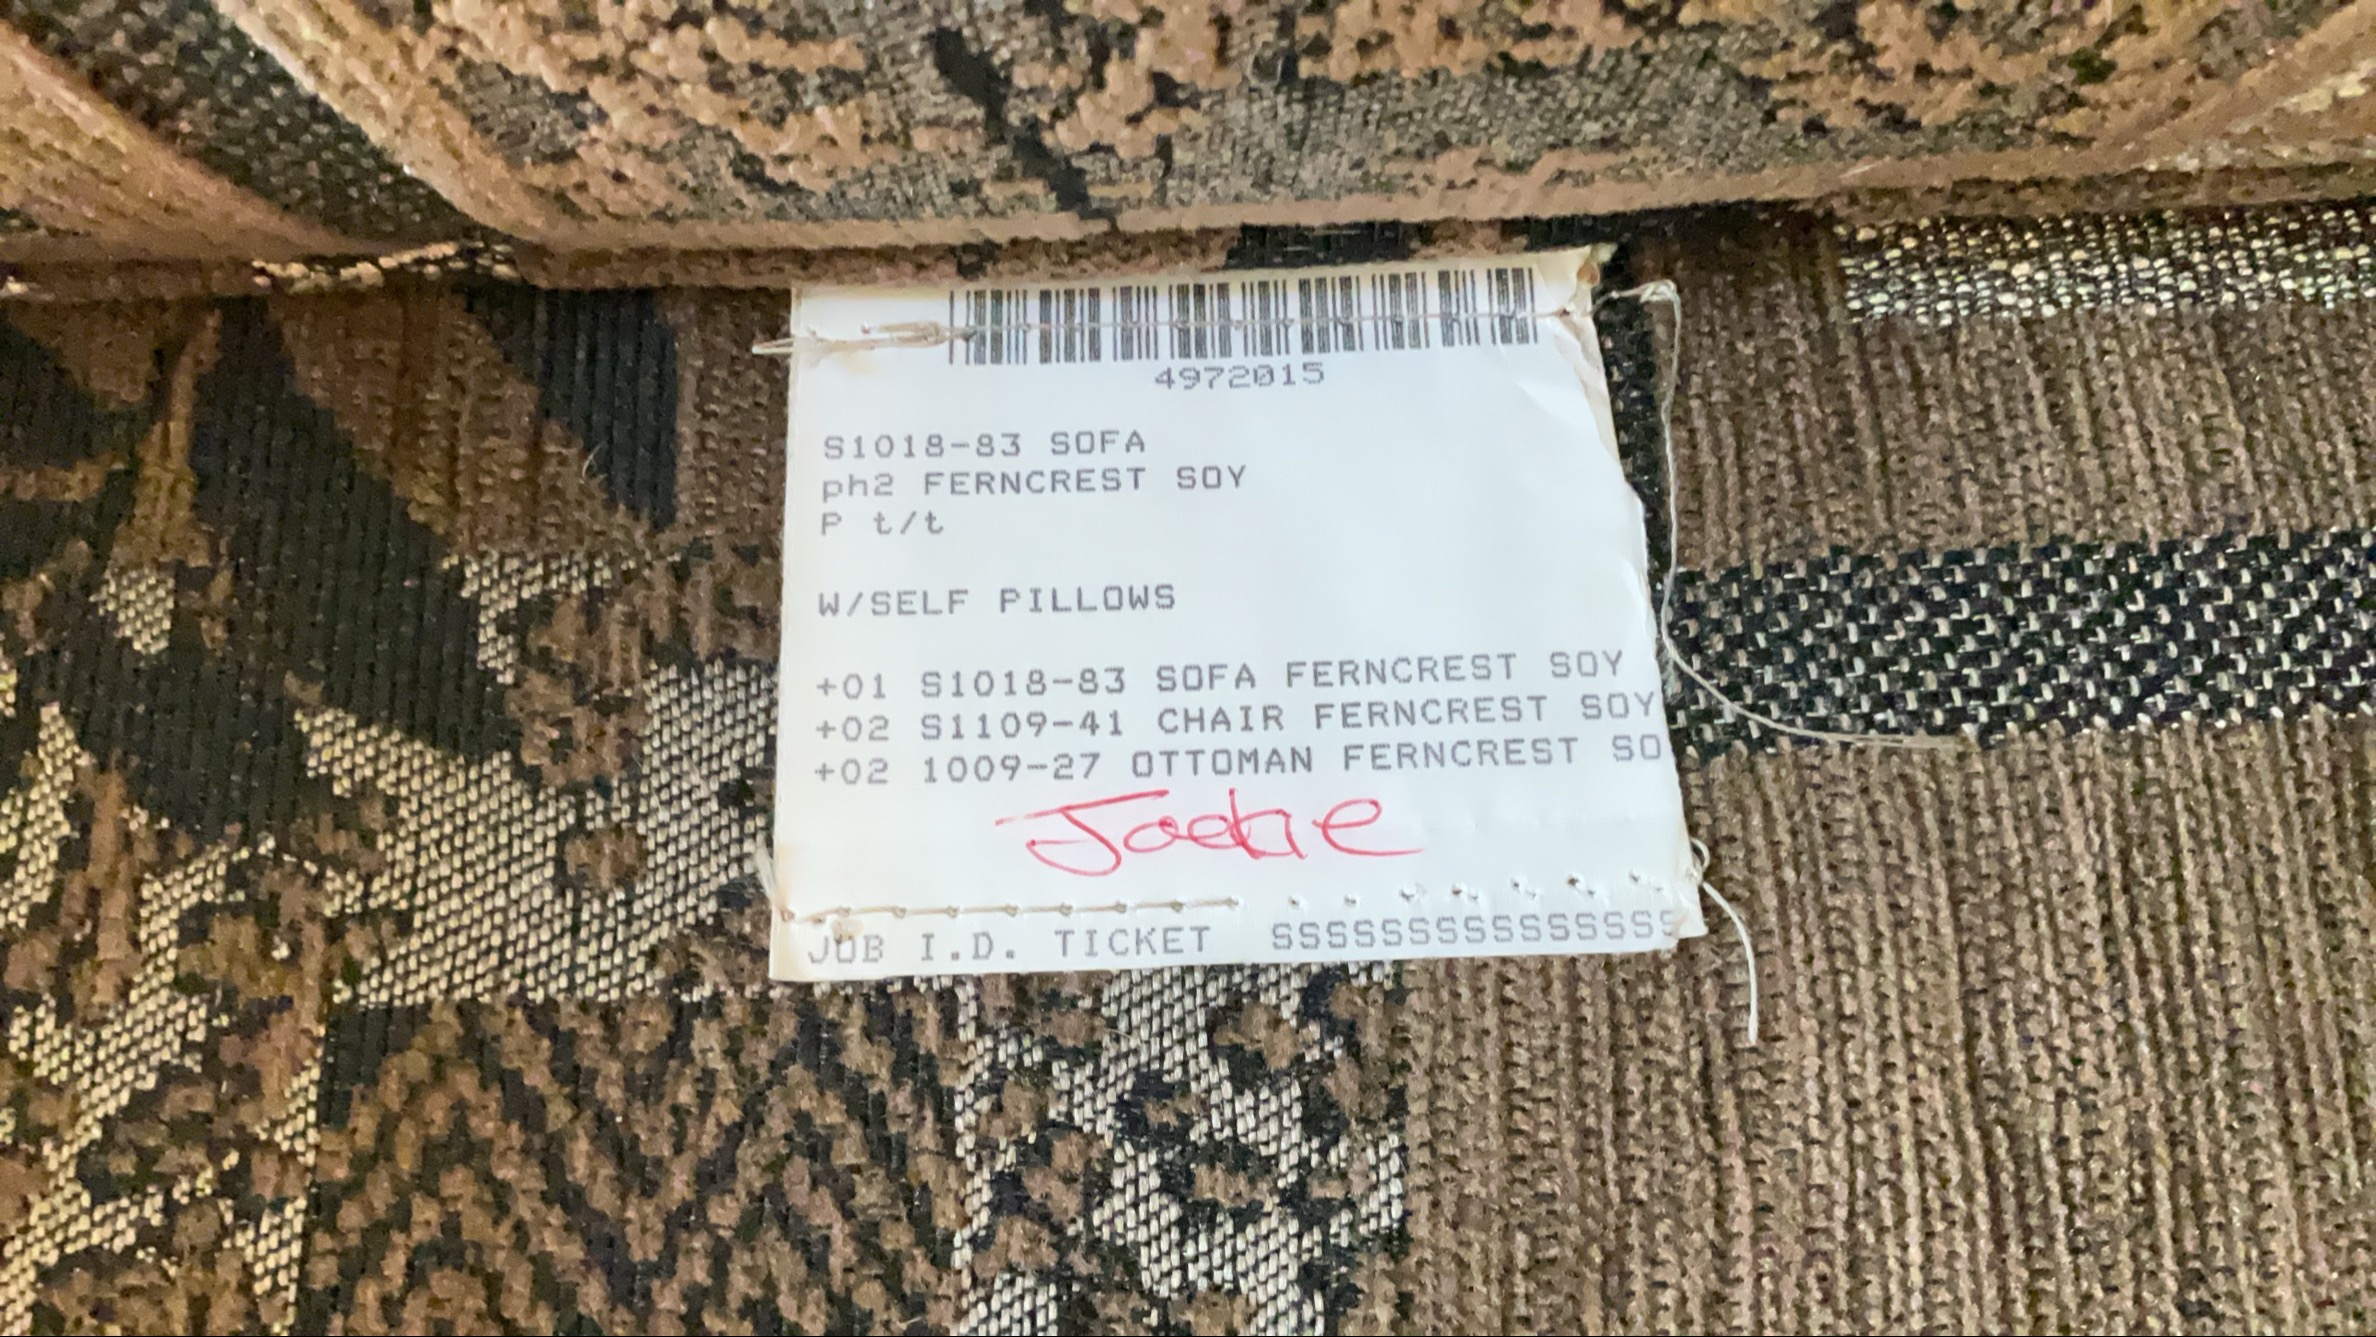 4972015
S1018-83 SOFA
ph2 FERNCREST SOY
P t/t
W/SELF PILLOWS
+01 S1018-83 SOFA FERNCREST SOY
+02 S1109-41 CHAIR FERNCREST SOY
+02 1009-27 OTTOMAN FERNCREST SO
Jackie
JOB I.D. TICKET SSSSSSSSSSSSSSS